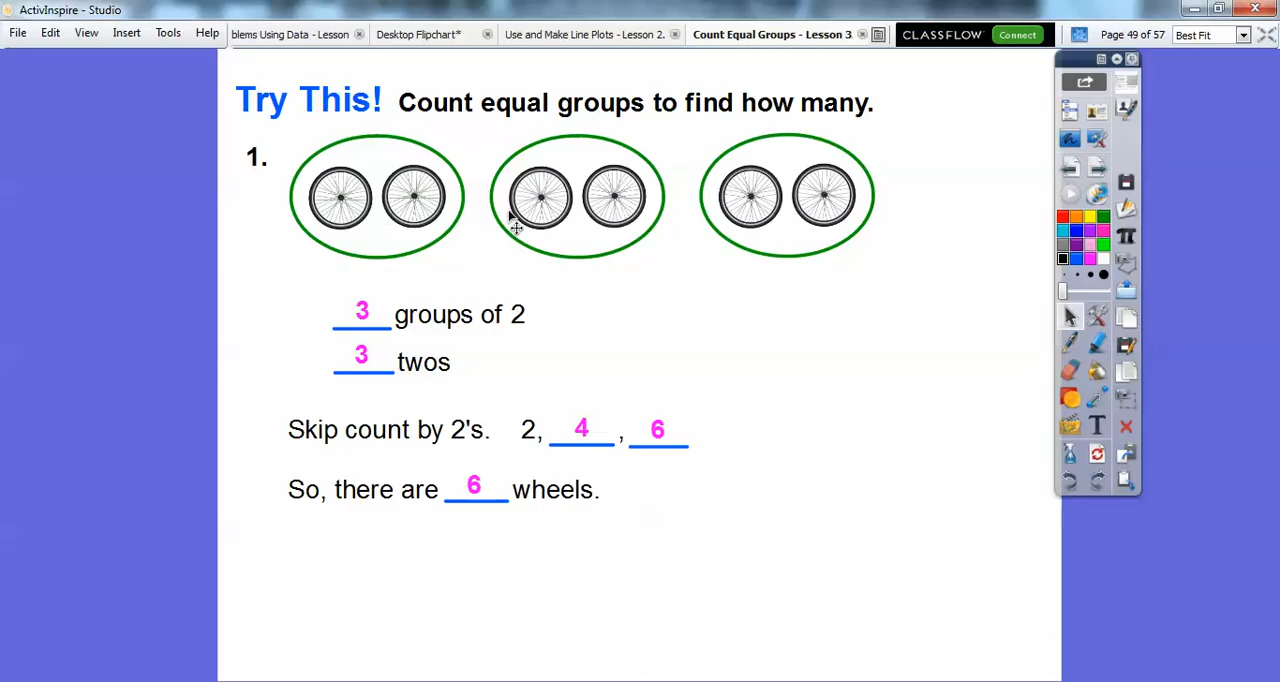 ActivInspire - Studio
File Edit View Insert Tools Help
blems Using Data - Lesson
Desktop Flipchart*
Use and Make Line Plots - Lesson 2.
Count Equal Groups - Lesson 3.
CLASSFLOW Connect
Page 49 of 57
Best Fit
Try This! Count equal groups to find how many.
1.
3 groups of 2
3 twos
Skip count by 2's. 2, 4, 6
So, there are 6 wheels.